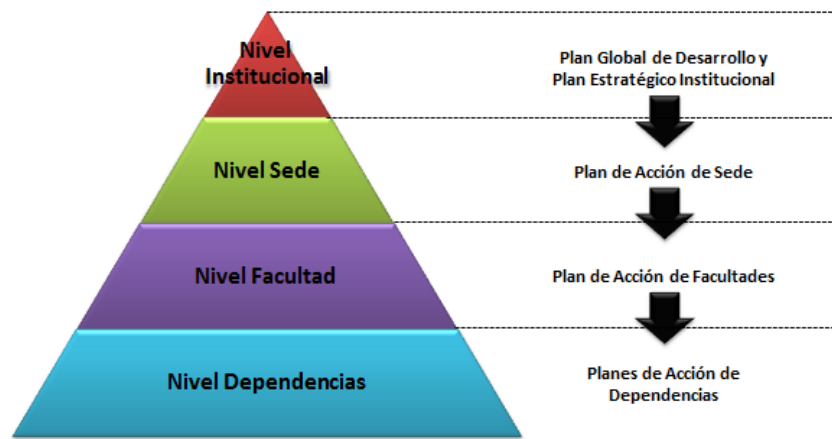 Nivel
Institucional
Plan Global de Desarrollo y
Plan Estratégico Institucional
Nivel Sede
Plan de Acción de Sede
Nivel Facultad
Plan de Acción de Facultades
Nivel Dependencias
Planes de Acción de
Dependencias